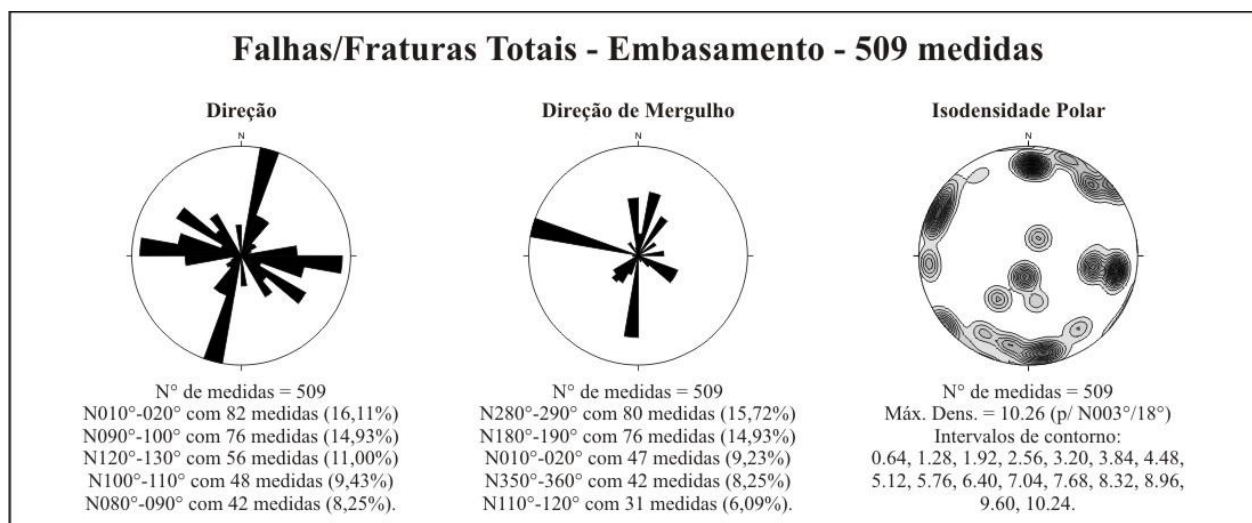 Falhas/Fraturas Totais - Embasamento - 509 medidas
Direção
N
N° de medidas = 509
N010°-020° com 82 medidas (16,11%)
N090°-100° com 76 medidas (14,93%)
N120°-130° com 56 medidas (11,00%)
N100°-110° com 48 medidas (9,43%)
N080°-090° com 42 medidas (8,25%).
Direção de Mergulho
N
N° de medidas = 509
N280°-290° com 80 medidas (15,72%)
N180°-190° com 76 medidas (14,93%)
N010°-020° com 47 medidas (9,23%)
N350°-360° com 42 medidas (8,25%)
N110°-120° com 31 medidas (6,09%).
Isodensidade Polar
N
N° de medidas = 509
Máx. Dens. = 10.26 (p/ N003°/18°)
Intervalos de contorno:
0.64, 1.28, 1.92, 2.56, 3.20, 3.84, 4.48,
5.12, 5.76, 6.40, 7.04, 7.68, 8.32, 8.96,
9.60, 10.24.